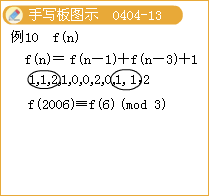 手写板图示 0404-13
例10 f(n)
f(n)＝f(n－1)＋f(n－3)＋1
1,1,2,1,0,0,2,0,1,1,2
f(2006)≡f(6)(mod 3)